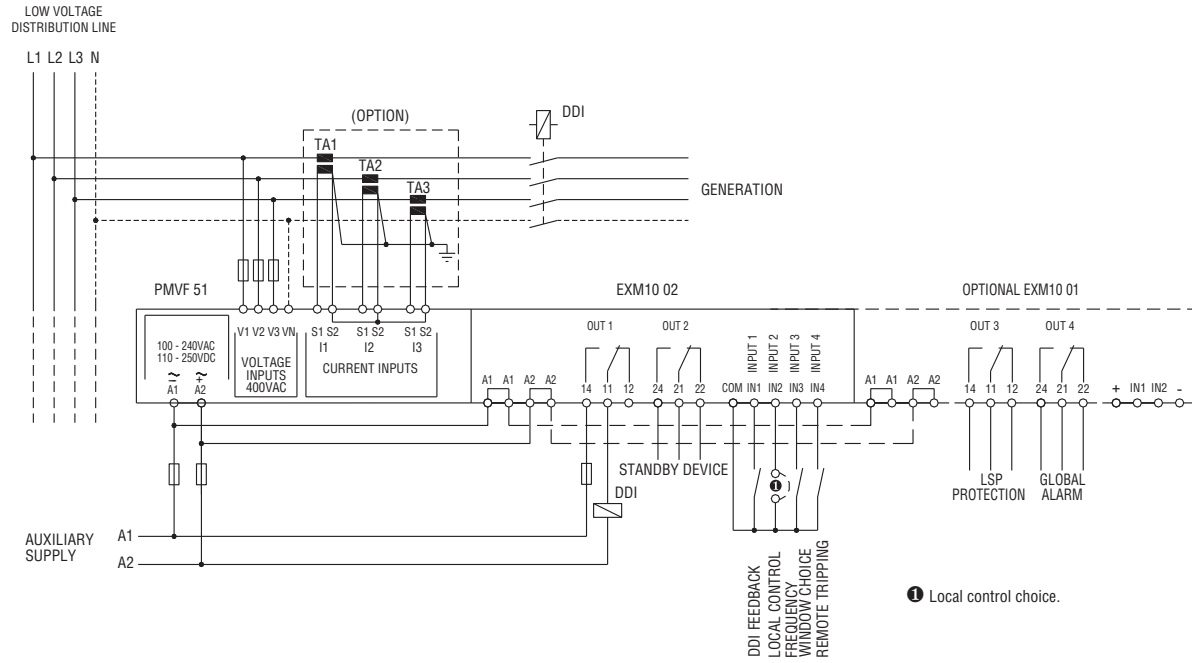 LOW VOLTAGE
DISTRIBUTION LINE
L1 L2 L3 N
(OPTION)
DDI
TA1
TA2
TA3
GENERATION
PMVF 51
EXM10 02
OPTIONAL EXM10 01
100 - 240VAC
110 - 250VDC
~ ~
- +
A1 A2
V1 V2 V3 VN
VOLTAGE
INPUTS
400VAC
S1 S2 S1 S2 S1 S2
I1 I2 I3
CURRENT INPUTS
A1 A1 A2 A2
OUT 1
14 11 12
OUT 2
24 21 22
INPUT 1
INPUT 2
INPUT 3
INPUT 4
COM IN1 IN2 IN3 IN4
A1 A1 A2 A2
OUT 3
14 11 12
OUT 4
24 21 22
+ IN1 IN2 -
STANDBY DEVICE
❶
LSP
PROTECTION
GLOBAL
ALARM
DDI
AUXILIARY
SUPPLY
A1
A2
DDI FEEDBACK
LOCAL CONTROL
FREQUENCY
WINDOW CHOICE
REMOTE TRIPPING
❶ Local control choice.